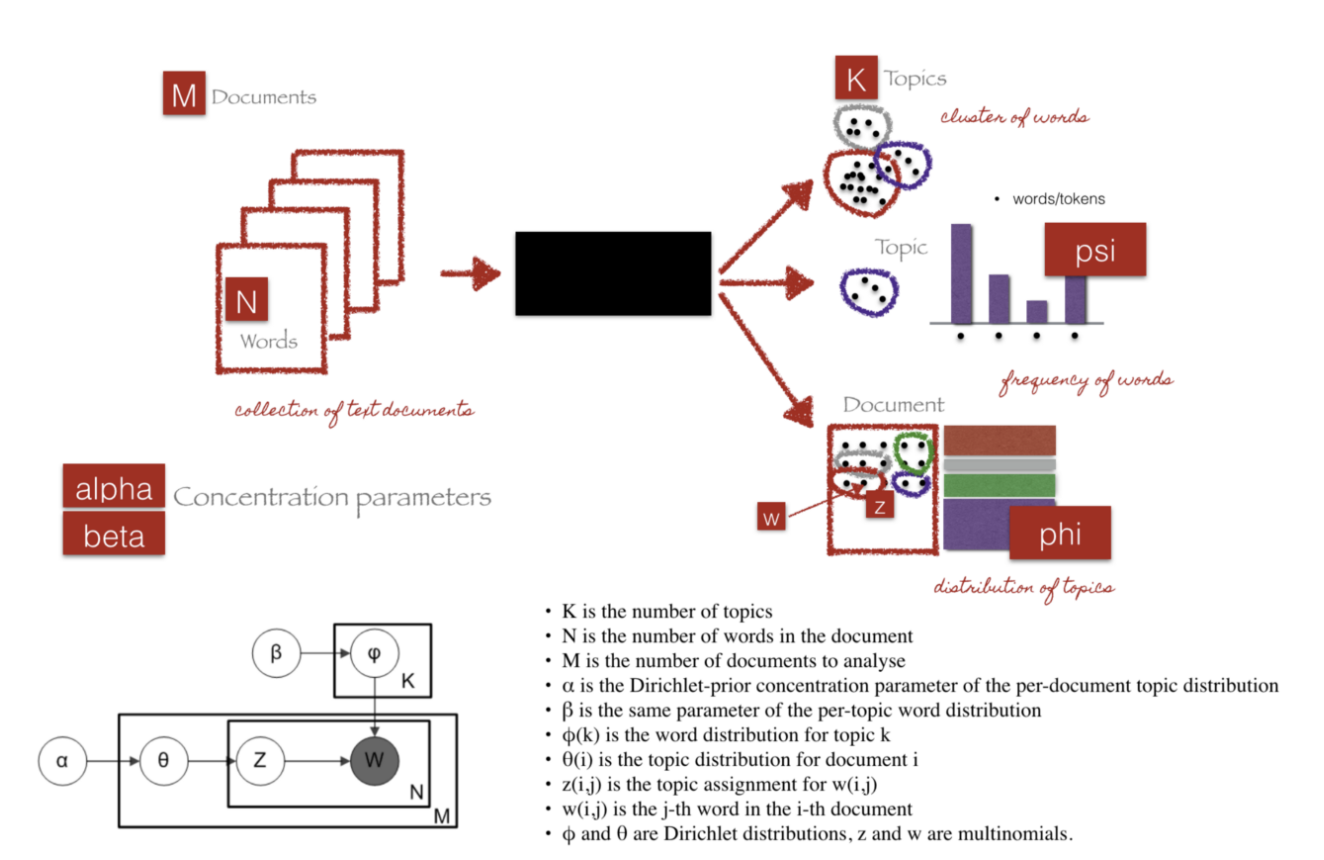 M Documents
K Topics
cluster of words
• words/tokens
Topic
psi
N
Words
frequency of words
collection of text documents
Document
alpha
beta
Concentration parameters
w
z
phi
distribution of topics
• K is the number of topics
• N is the number of words in the document
• M is the number of documents to analyse
• α is the Dirichlet-prior concentration parameter of the per-document topic distribution
• β is the same parameter of the per-topic word distribution
• ϕ(k) is the word distribution for topic k
• θ(i) is the topic distribution for document i
• z(i,j) is the topic assignment for w(i,j)
• w(i,j) is the j-th word in the i-th document
• ϕ and θ are Dirichlet distributions, z and w are multinomials.
β
φ
K
α
θ
Z
W
N
M